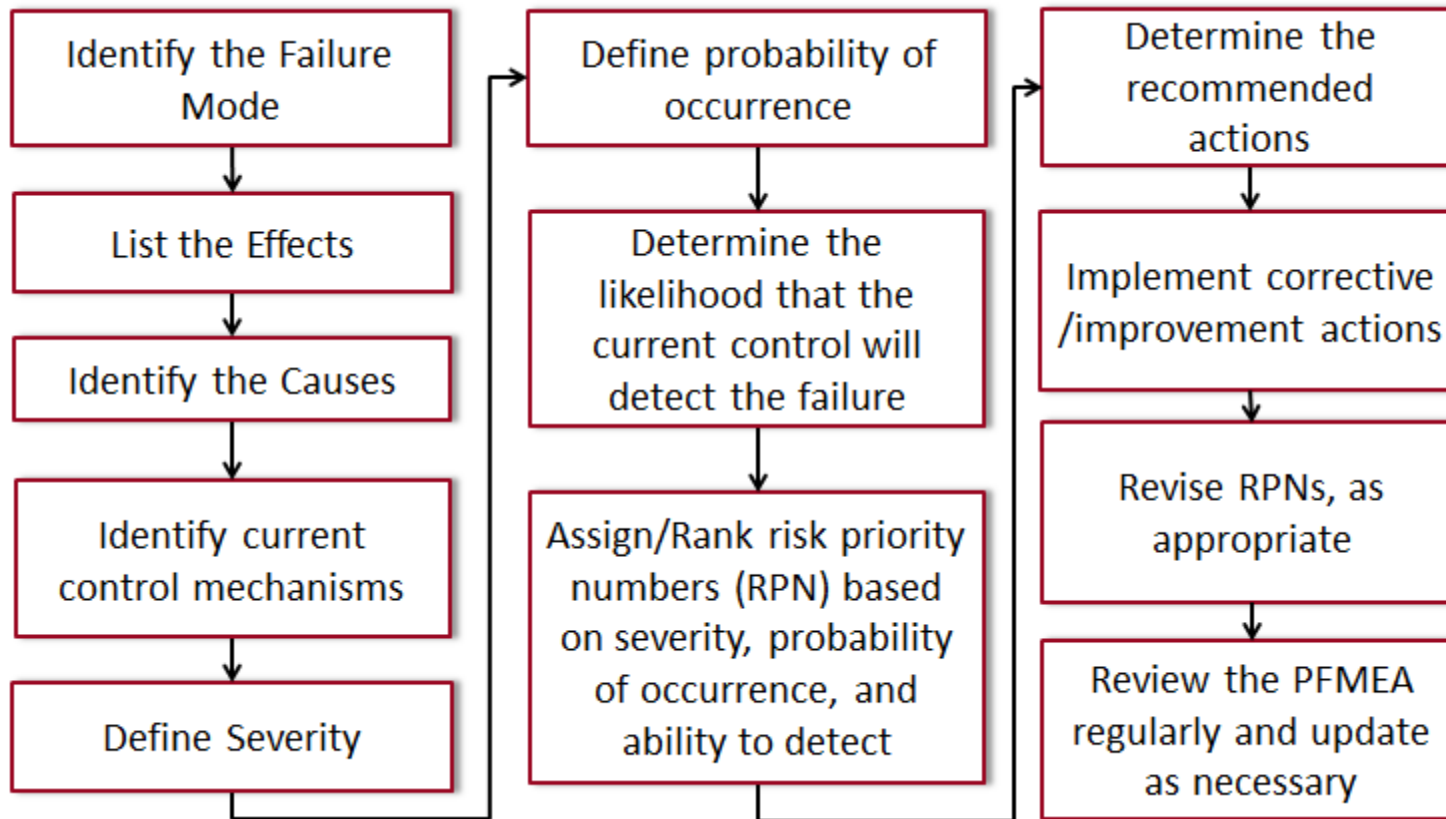 Identify the Failure
Mode
List the Effects
Identify the Causes
Identify current
control mechanisms
Define Severity
Define probability of
occurrence
Determine the
likelihood that the
current control will
detect the failure
Assign/Rank risk priority
numbers (RPN) based
on severity, probability
of occurrence, and
ability to detect
Determine the
recommended
actions
Implement corrective
/improvement actions
Revise RPNs, as
appropriate
Review the PFMEA
regularly and update
as necessary